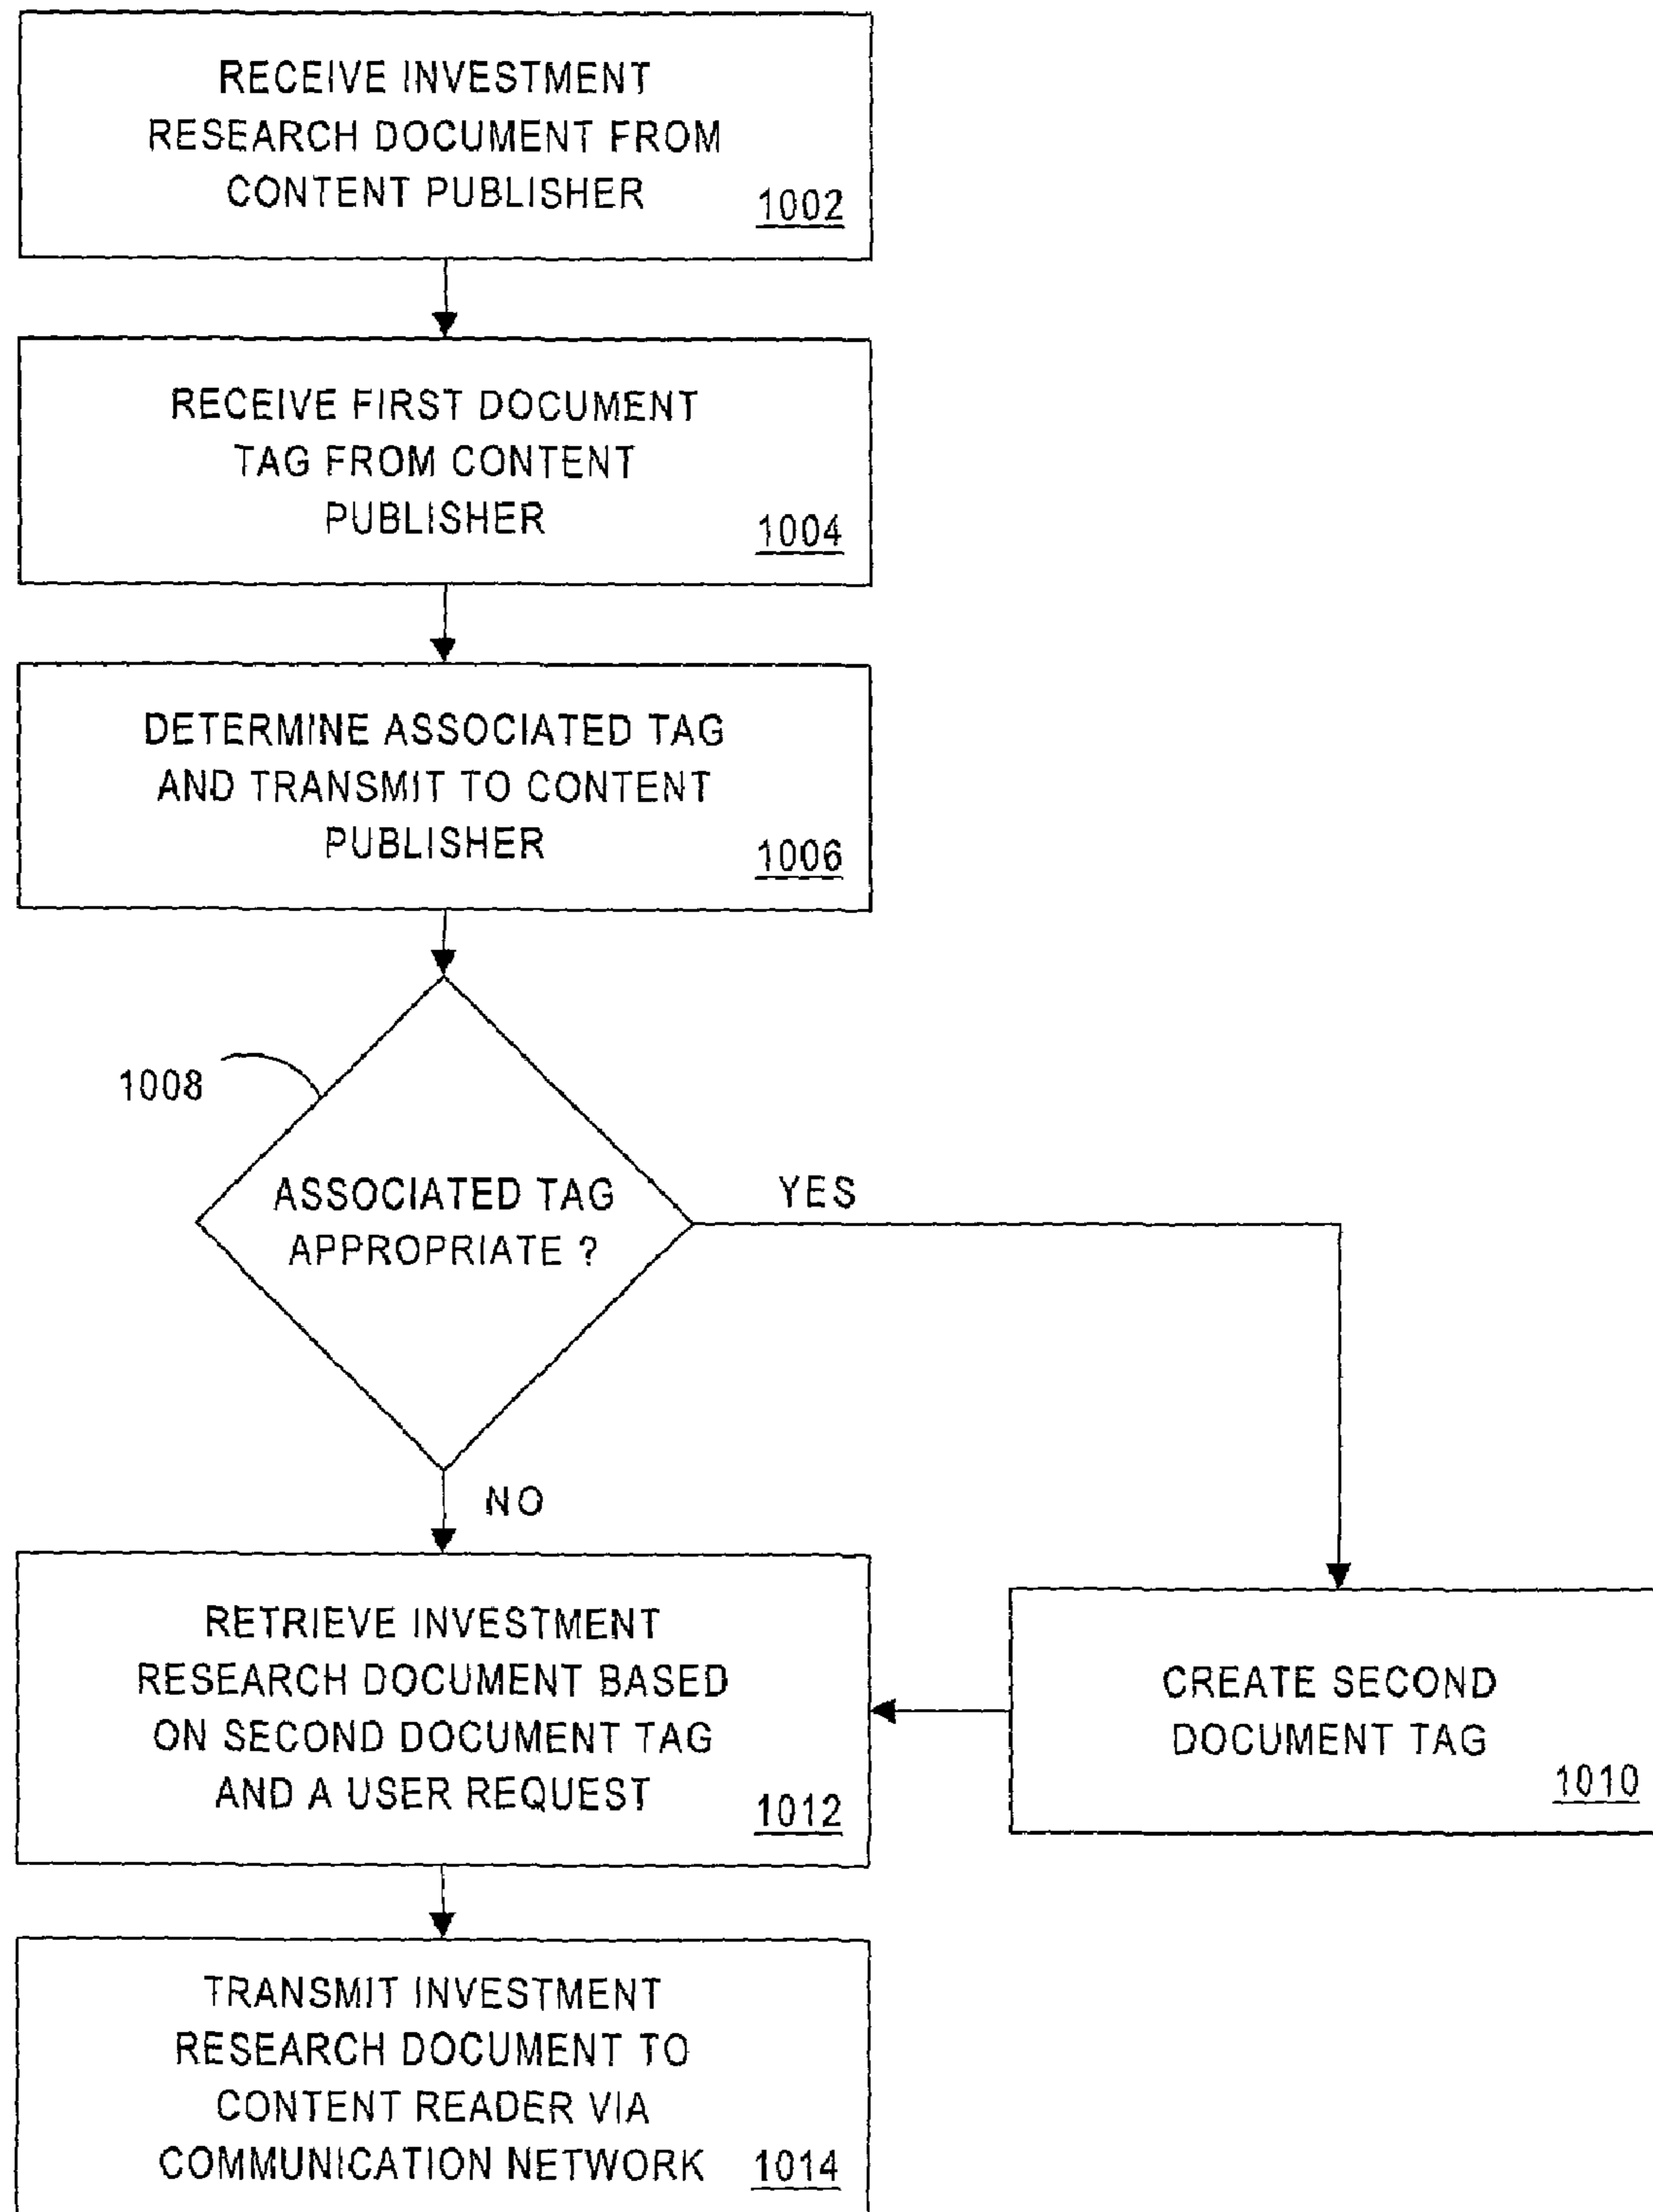 RECEIVE INVESTMENT
RESEARCH DOCUMENT FROM
CONTENT PUBLISHER
1002
RECEIVE FIRST DOCUMENT
TAG FROM CONTENT
PUBLISHER
1004
DETERMINE ASSOCIATED TAG
AND TRANSMIT TO CONTENT
PUBLISHER
1006
1008
ASSOCIATED TAG
APPROPRIATE ?
YES
NO
RETRIEVE INVESTMENT
RESEARCH DOCUMENT BASED
ON SECOND DOCUMENT TAG
AND A USER REQUEST
1012
CREATE SECOND
DOCUMENT TAG
1010
TRANSMIT INVESTMENT
RESEARCH DOCUMENT TO
CONTENT READER VIA
COMMUNICATION NETWORK
1014